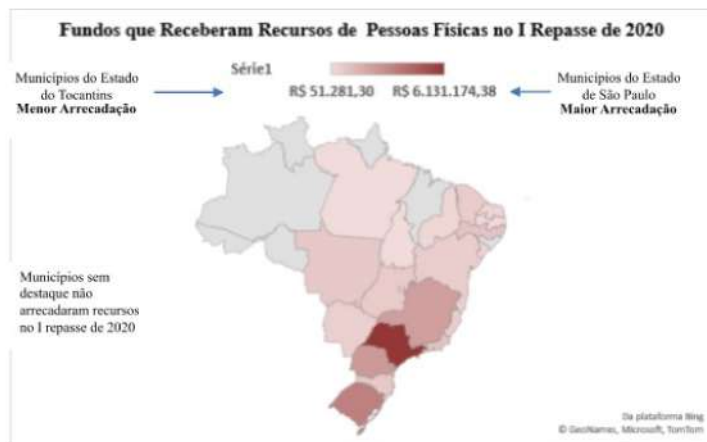 Fundos que Receberam Recursos de Pessoas Físicas no I Repasse de 2020
Municípios do Estado
do Tocantins
Menor Arrecadação
Série1
R$ 51.281,30 R$ 6.131.174,38
Municípios do Estado
de São Paulo
Maior Arrecadação
Municípios sem
destaque não
arrecadaram recursos
no I repasse de 2020
Da plataforma Bing
© GeoNames, Microsoft, TomTom